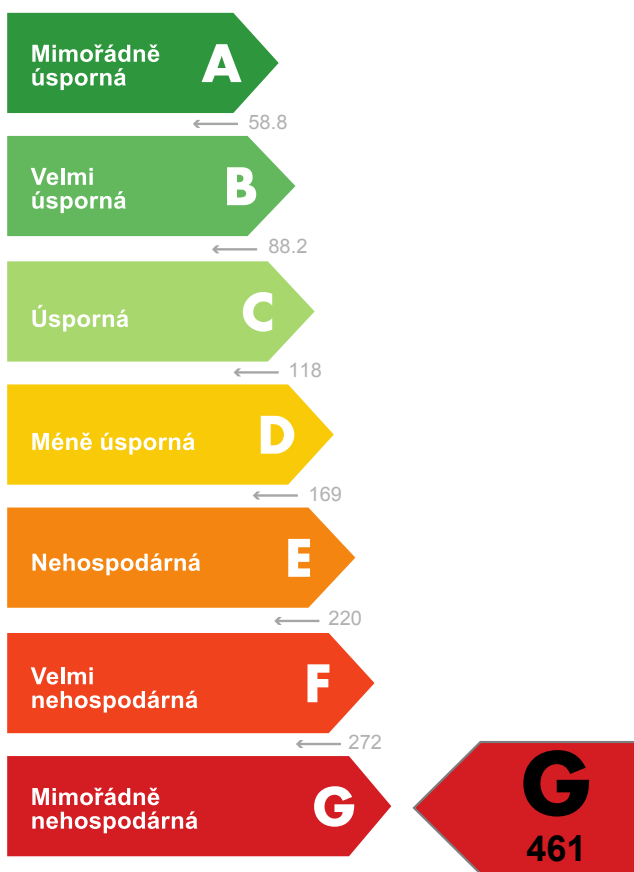 Mimořádně
úsporná
A
58.8
Velmi
úsporná
B
88.2
Úsporná
C
118
Méně úsporná
D
169
Nehospodárná
E
220
Velmi
nehospodárná
F
272
Mimořádně
nehospodárná
G
G
461